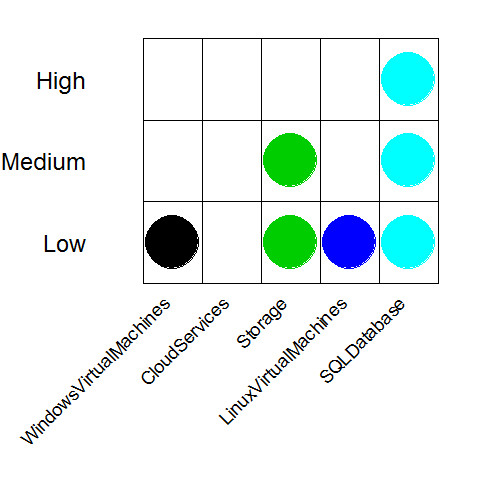 High
Medium
Low
WindowsVirtualMachines
CloudServices
Storage
LinuxVirtualMachines
SQLDatabase